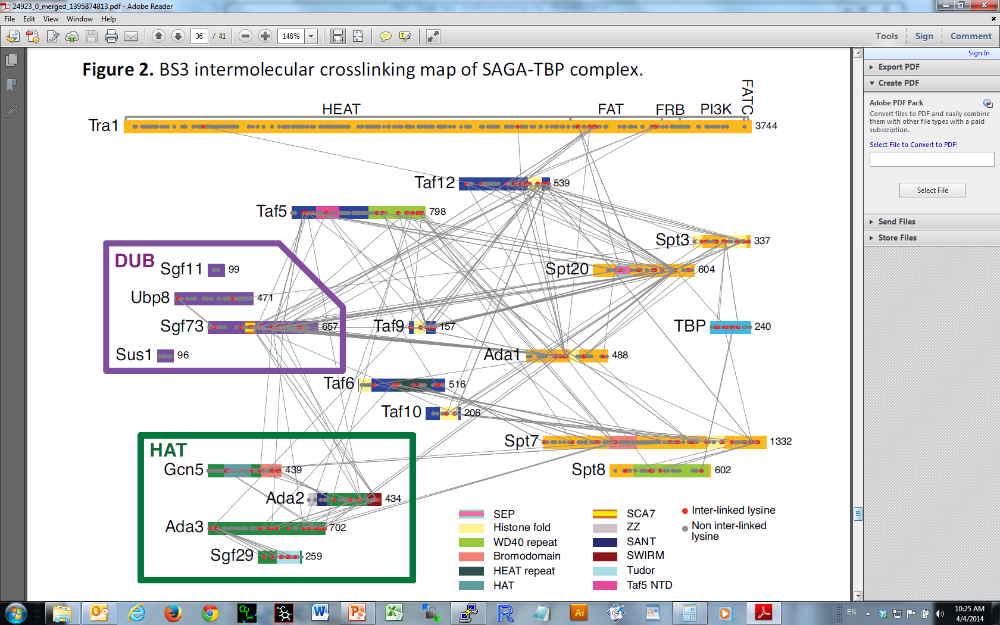 24923_0_merged_1395874813.pdf - Adobe Reader
File Edit View Window Help
36 / 41
148%
Tools Sign Comment
Sign In
Export PDF
Create PDF
Adobe PDF Pack
Convert files to PDF and easily combine
them with other file types with a paid
subscription.
Select File to Convert to PDF:
Select File
Send Files
Store Files
Figure 2. BS3 intermolecular crosslinking map of SAGA-TBP complex.
HEAT FAT FRB PI3K FATC
Tra1 3744
Taf12 539
Taf5 798
Spt3 337
DUB
Sgf11 99
Spt20 604
Ubp8 471
Sgf73 657
Taf9 157
TBP 240
Sus1 96
Ada1 488
Taf6 516
Taf10 206
Spt7 1332
HAT
Gcn5 439
Spt8 602
Ada2 434
Ada3 702
Sgf29 259
SEP
Histone fold
WD40 repeat
Bromodomain
HEAT repeat
HAT
SCA7
ZZ
SANT
SWIRM
Tudor
Taf5 NTD
Inter-linked lysine
Non inter-linked
lysine
EN
10:25 AM
4/4/2014